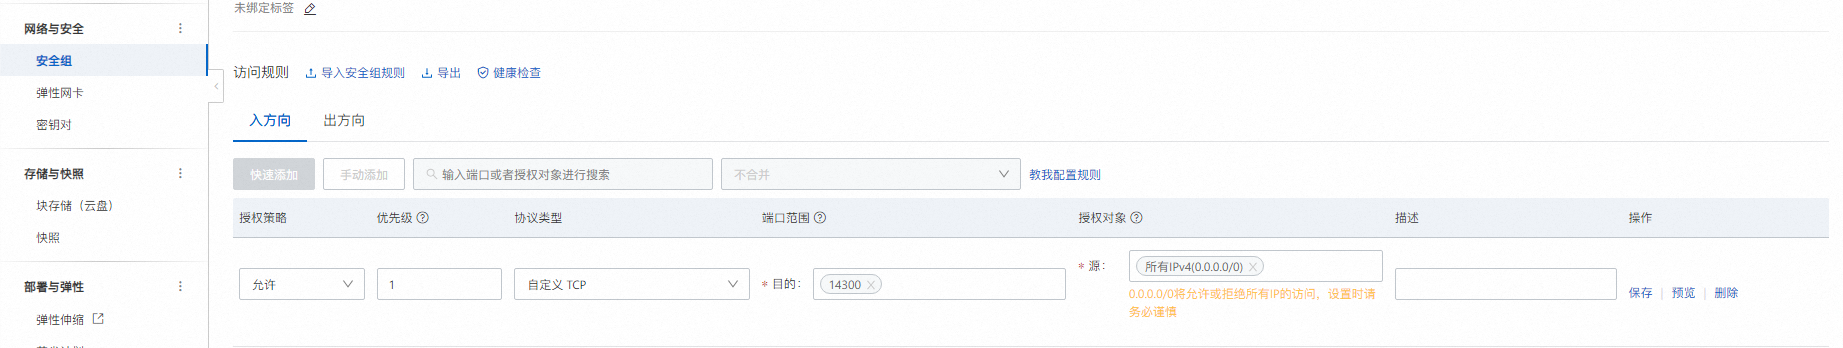 未绑定标签
网络与安全
安全组
弹性网卡
密钥对
存储与快照
块存储（云盘）
快照
部署与弹性
弹性伸缩
访问规则 导入安全组规则 导出 健康检查
入方向 出方向
快速添加 手动添加 输入端口或者授权对象进行搜索 不合并 教我配置规则
授权策略 优先级 协议类型 端口范围 授权对象 描述 操作
允许 1 自定义 TCP * 目的： 14300 * 源： 所有IPv4(0.0.0.0/0) 保存 预览 删除
0.0.0.0/0将允许或拒绝所有IP的访问，设置时请
务必谨慎